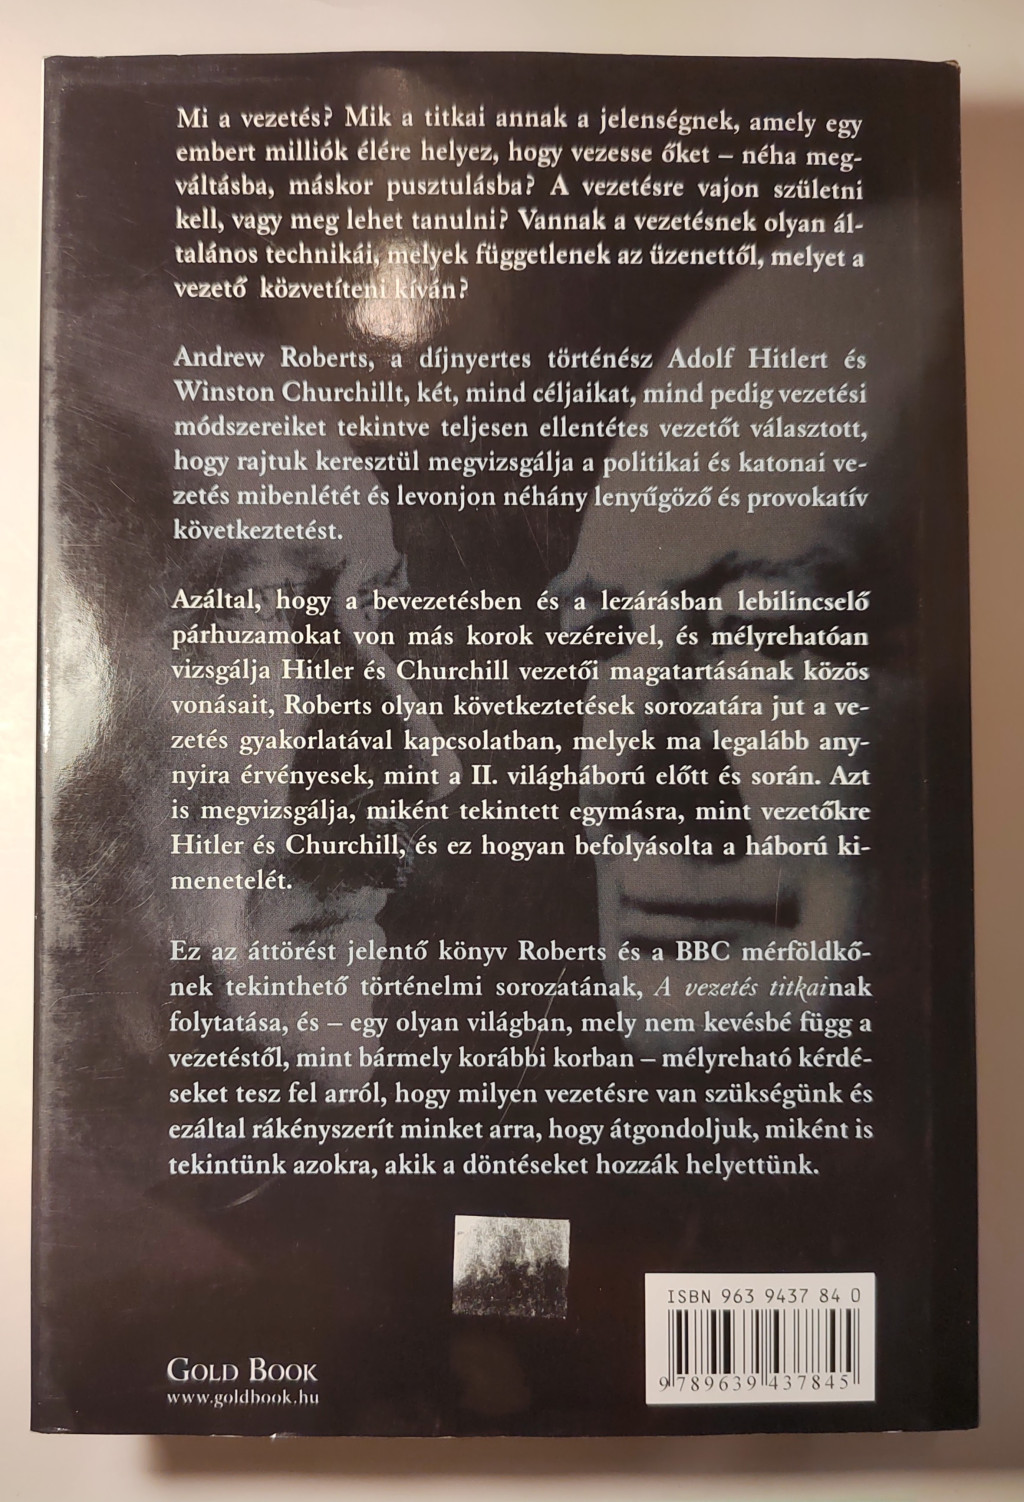 Mi a vezetés? Mik a titkai annak a jelenségnek, amely egy
embert milliók élére helyez, hogy vezesse őket – néha meg-
váltásba, máskor pusztulásba? A vezetésre vajon születni
kell, vagy meg lehet tanulni? Vannak a vezetésnek olyan ál-
talános technikái, melyek függetlenek az üzenettől, melyet a
vezető közvetíteni kíván?
Andrew Roberts, a díjnyertes történész Adolf Hitlert és
Winston Churchillt, két, mind céljaikat, mind pedig vezetési
módszereiket tekintve teljesen ellentétes vezetőt választott,
hogy rajtuk keresztül megvizsgálja a politikai és katonai ve-
zetés mibenlétét és levonjon néhány lenyűgöző és provokatív
következtetést.
Azáltal, hogy a bevezetésben és a lezárásban lebilincselő
párhuzamokat von más korok vezéreivel, és mélyrehatóan
vizsgálja Hitler és Churchill vezetői magatartásának közös
vonásait, Roberts olyan következtetések sorozatára jut a ve-
zetés gyakorlatával kapcsolatban, melyek ma legalább any-
nyira érvényesek, mint a II. világháború előtt és során. Azt
is megvizsgálja, miként tekintett egymásra, mint vezetőkre
Hitler és Churchill, és ez hogyan befolyásolta a háború ki-
menetelét.
Ez az áttörést jelentő könyv Roberts és a BBC mérföldkő-
nek tekinthető történelmi sorozatának, A vezetés titkainak
folytatása, és – egy olyan világban, mely nem kevésbé függ a
vezetéstől, mint bármely korábbi korban – mélyreható kérdé-
seket tesz fel arról, hogy milyen vezetésre van szükségünk és
ezáltal rákényszerít minket arra, hogy átgondoljuk, miként is
tekintünk azokra, akik a döntéseket hozzák helyettünk.
ISBN 963 9437 84 0
9 789639 437845
GOLD BOOK
www.goldbook.hu